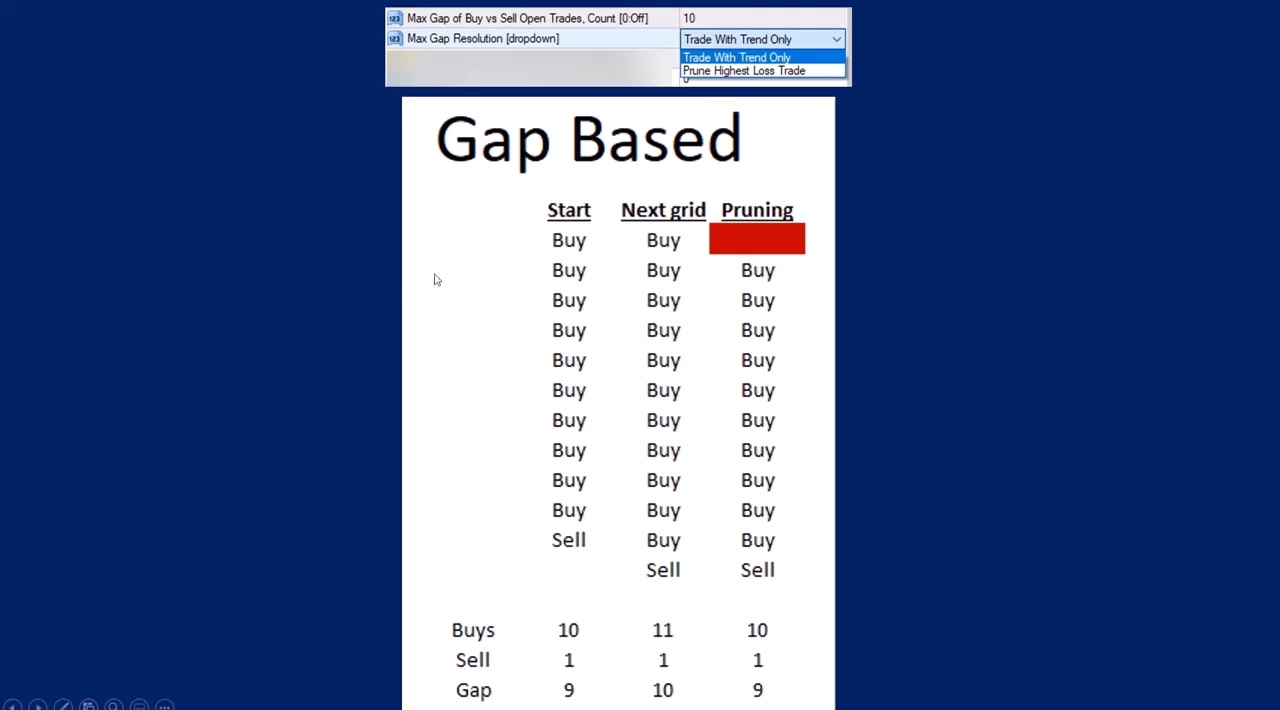 Max Gap of Buy vs Sell Open Trades, Count [0:Off] 10
Max Gap Resolution [dropdown] Trade With Trend Only
Trade With Trend Only
Prune Highest Loss Trade
Gap Based
Start Next grid Pruning
Buy Buy
Buy Buy Buy
Buy Buy Buy
Buy Buy Buy
Buy Buy Buy
Buy Buy Buy
Buy Buy Buy
Buy Buy Buy
Buy Buy Buy
Buy Buy Buy
Sell Buy Buy
Sell Sell
Buys 10 11 10
Sell 1 1 1
Gap 9 10 9